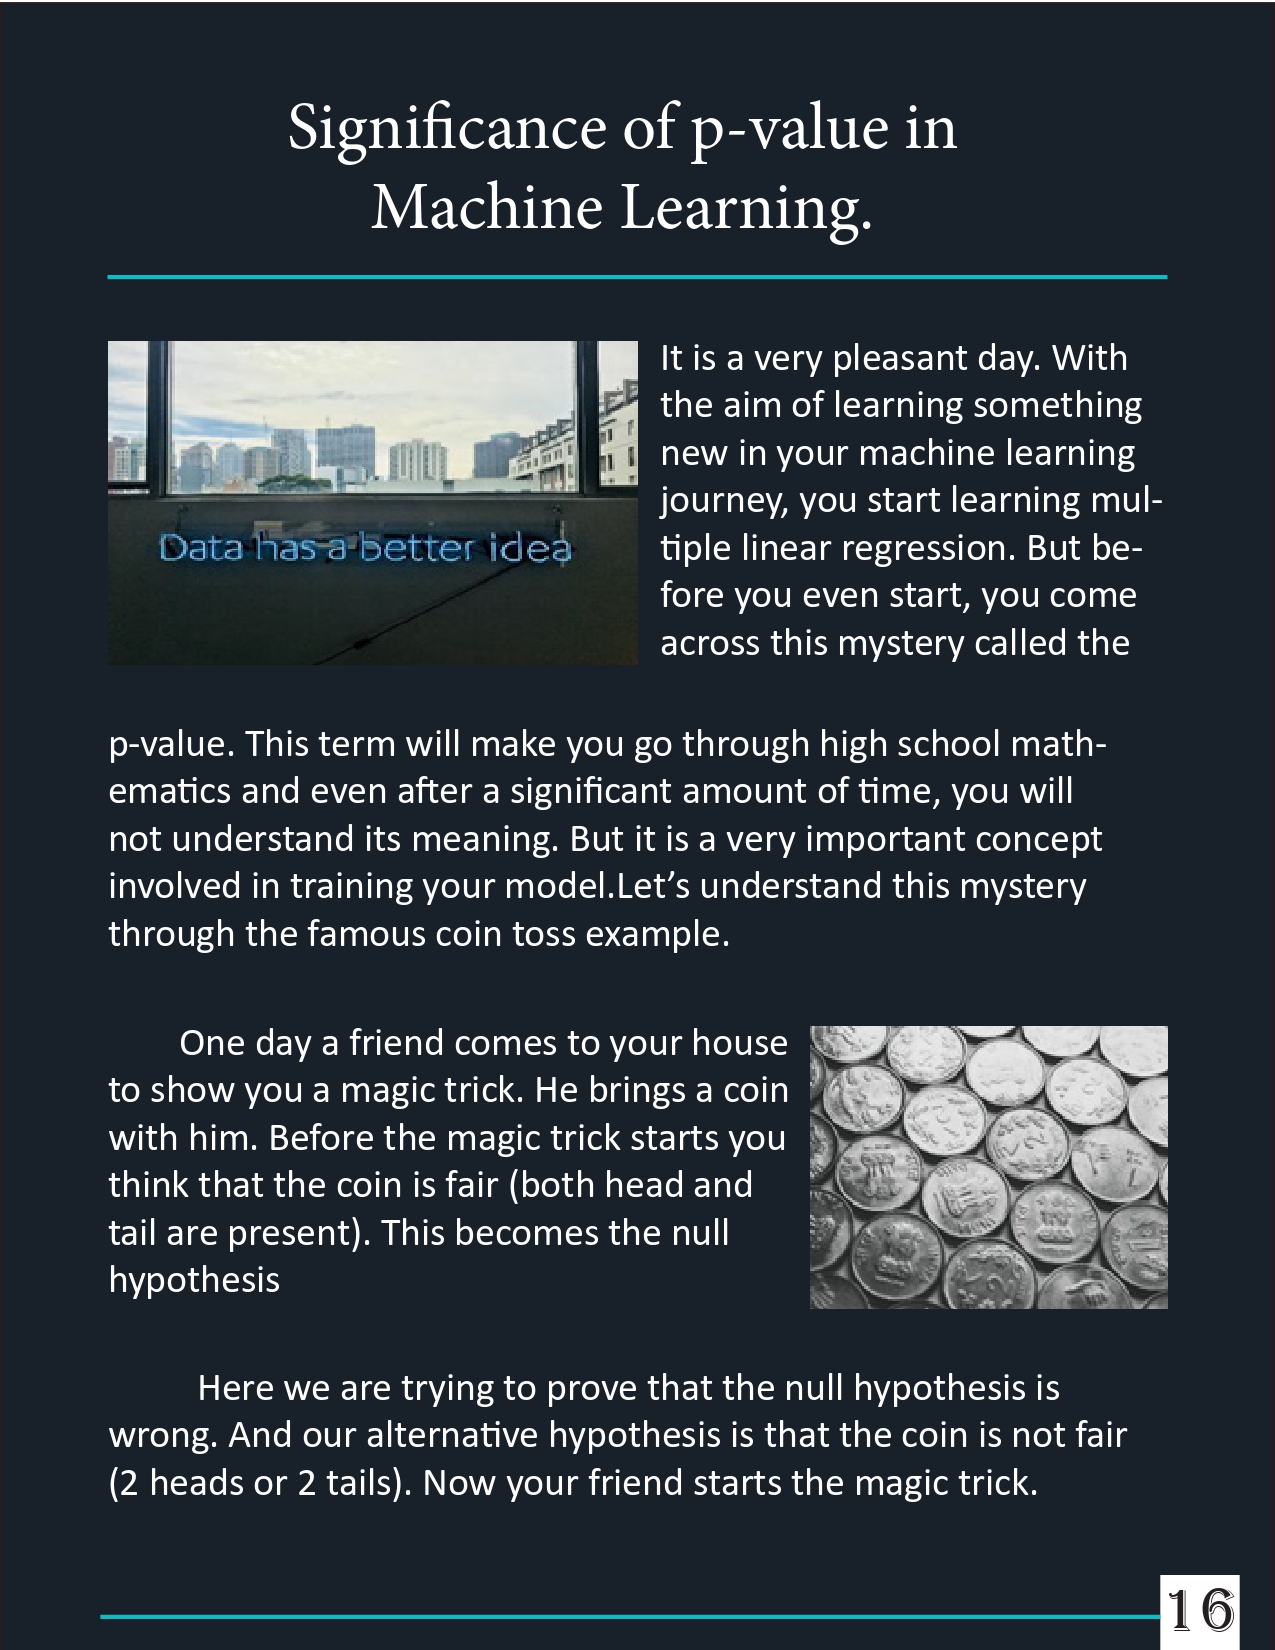 Significance of p-value in
Machine Learning.
Data has a better idea
It is a very pleasant day. With
the aim of learning something
new in your machine learning
journey, you start learning mul-
tiple linear regression. But be-
fore you even start, you come
across this mystery called the
p-value. This term will make you go through high school math-
ematics and even after a significant amount of time, you will
not understand its meaning. But it is a very important concept
involved in training your model.Let’s understand this mystery
through the famous coin toss example.
One day a friend comes to your house
to show you a magic trick. He brings a coin
with him. Before the magic trick starts you
think that the coin is fair (both head and
tail are present). This becomes the null
hypothesis
Here we are trying to prove that the null hypothesis is
wrong. And our alternative hypothesis is that the coin is not fair
(2 heads or 2 tails). Now your friend starts the magic trick.
16